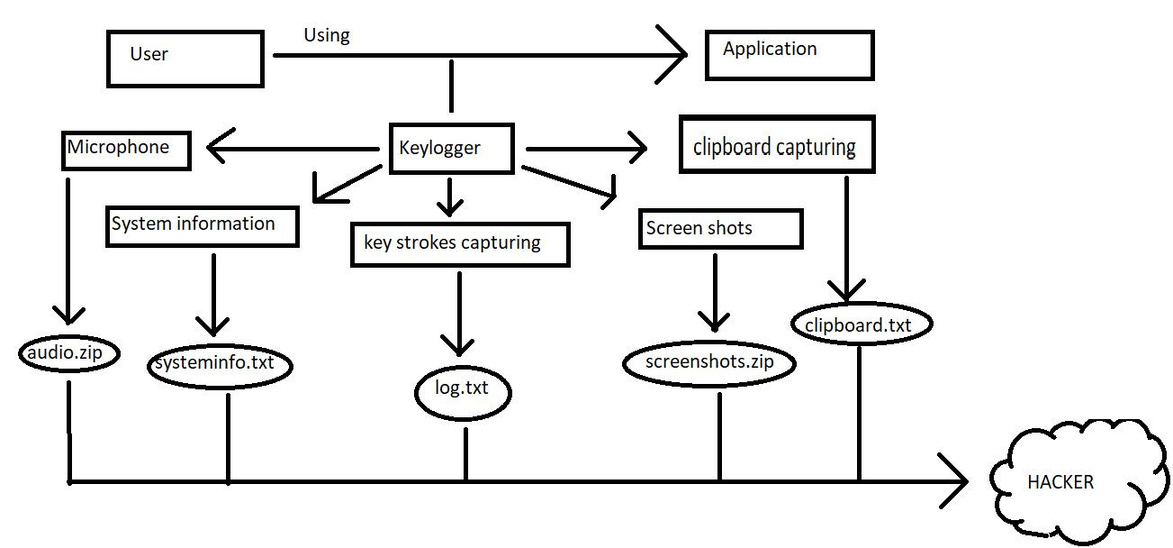 Using
User
Application
Microphone
Keylogger
clipboard capturing
System information
key strokes capturing
Screen shots
audio.zip
systeminfo.txt
log.txt
screenshots.zip
clipboard.txt
HACKER